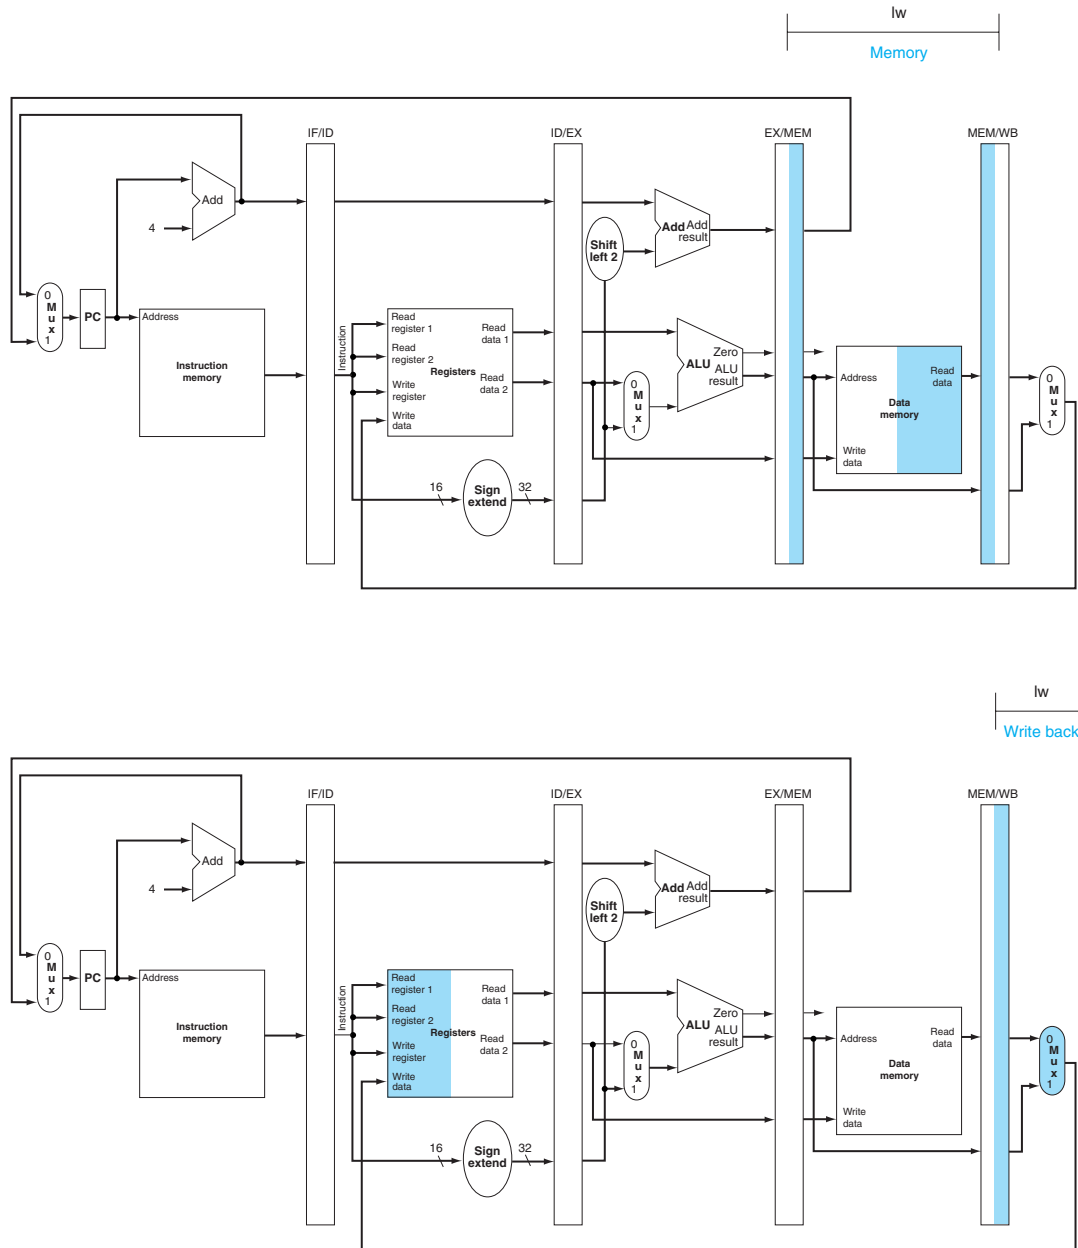 lw
Memory
IF/ID
ID/EX
EX/MEM
MEM/WB
Add
4
Shift
left 2
Add
Add
result
0
M
u
x
1
PC
Address
Instruction
memory
Instruction
Read
register 1
Read
register 2
Write
register
Write
data
Registers
Read
data 1
Read
data 2
16
Sign
extend
32
0
M
u
x
1
ALU
Zero
ALU
result
Address
Data
memory
Read
data
Write
data
0
M
u
x
1
lw
Write back
IF/ID
ID/EX
EX/MEM
MEM/WB
Add
4
Shift
left 2
Add
Add
result
0
M
u
x
1
PC
Address
Instruction
memory
Instruction
Read
register 1
Read
register 2
Write
register
Write
data
Registers
Read
data 1
Read
data 2
16
Sign
extend
32
0
M
u
x
1
ALU
Zero
ALU
result
Address
Data
memory
Read
data
Write
data
0
M
u
x
1